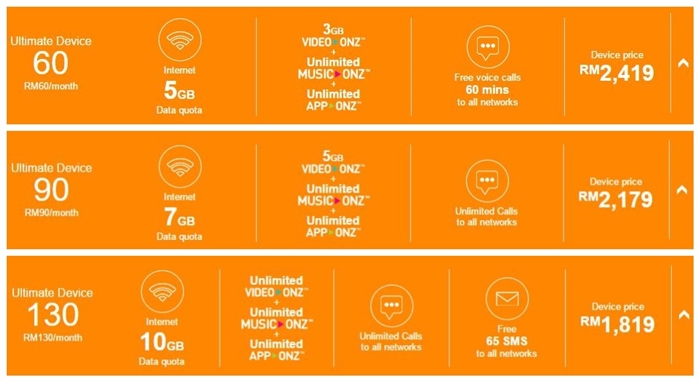 Ultimate Device
60
RM60/month
Internet
5GB
Data quota
3GB
VIDEO ONZ™
+
Unlimited
MUSIC ONZ™
+
Unlimited
APP ONZ™
Free voice calls
60 mins
to all networks
Device price
RM2,419
Ultimate Device
90
RM90/month
Internet
7GB
Data quota
5GB
VIDEO ONZ™
+
Unlimited
MUSIC ONZ™
+
Unlimited
APP ONZ™
Unlimited Calls
to all networks
Device price
RM2,179
Ultimate Device
130
RM130/month
Internet
10GB
Data quota
Unlimited
VIDEO ONZ™
+
Unlimited
MUSIC ONZ™
+
Unlimited
APP ONZ™
Unlimited Calls
to all networks
Free
65 SMS
to all networks
Device price
RM1,819